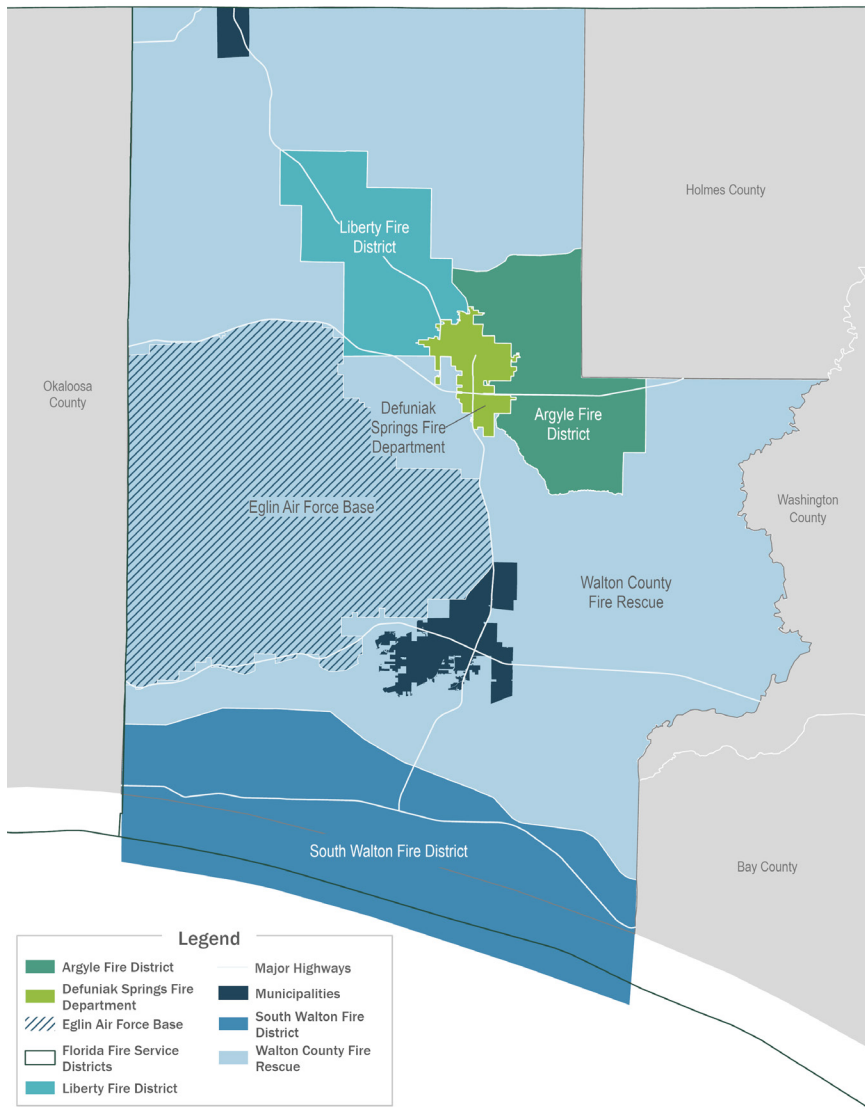 Holmes County
Liberty Fire
District
Okaloosa
County
Defuniak
Springs Fire
Department
Argyle Fire
District
Eglin Air Force Base
Washington
County
Walton County
Fire Rescue
South Walton Fire District
Bay County
Legend
Argyle Fire District
Defuniak Springs Fire
Department
Eglin Air Force Base
Florida Fire Service
Districts
Liberty Fire District
Major Highways
Municipalities
South Walton Fire
District
Walton County Fire
Rescue